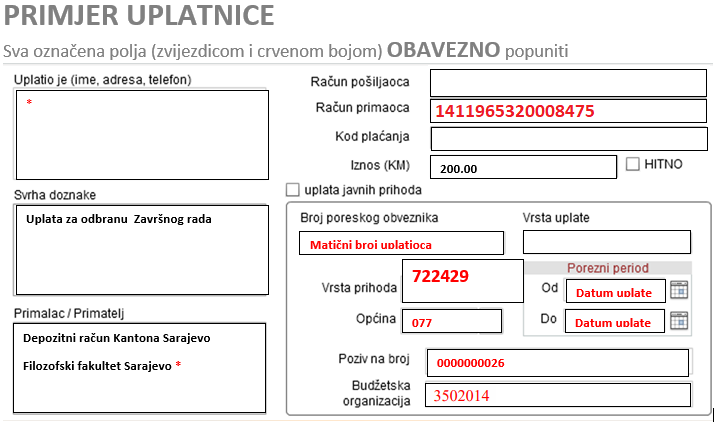 PRIMJER UPLATNICE
Sva označena polja (zvijezdicom i crvenom bojom) OBAVEZNO popuniti
Uplatio je (ime, adresa, telefon)
*
Svrha doznake
Uplata za odbranu Završnog rada
Primalac / Primatelj
Depozitni račun Kantona Sarajevo
Filozofski fakultet Sarajevo *
Račun pošiljaoca
Račun primaoca 1411965320008475
Kod plaćanja
Iznos (KM) 200.00 HITNO
uplata javnih prihoda
Broj poreskog obveznika
Matični broj uplatioca
Vrsta uplate
Vrsta prihoda 722429
Općina 077
Porezni period
Od Datum uplate
Do Datum uplate
Poziv na broj 0000000026
Budžetska organizacija 3502014